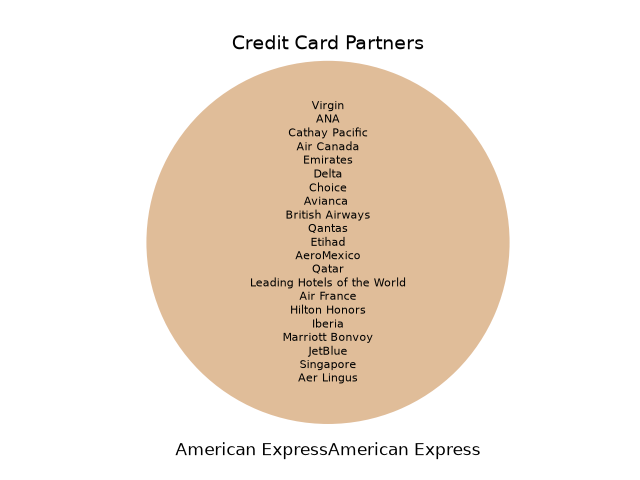 Credit Card Partners
Virgin
ANA
Cathay Pacific
Air Canada
Emirates
Delta
Choice
Avianca
British Airways
Qantas
Etihad
AeroMexico
Qatar
Leading Hotels of the World
Air France
Hilton Honors
Iberia
Marriott Bonvoy
JetBlue
Singapore
Aer Lingus
American ExpressAmerican Express